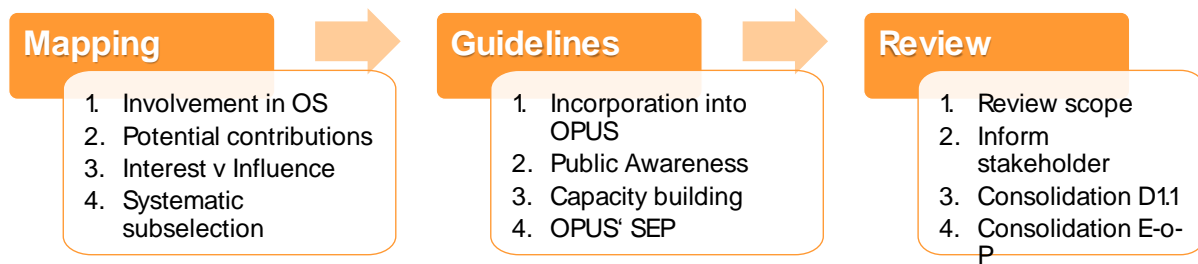 Mapping
1. Involvement in OS
2. Potential contributions
3. Interest v Influence
4. Systematic
subselection
Guidelines
1. Incorporation into
OPUS
2. Public Awareness
3. Capacity building
4. OPUS‘ SEP
Review
1. Review scope
2. Inform
stakeholder
3. Consolidation D1.1
4. Consolidation E-o-
P